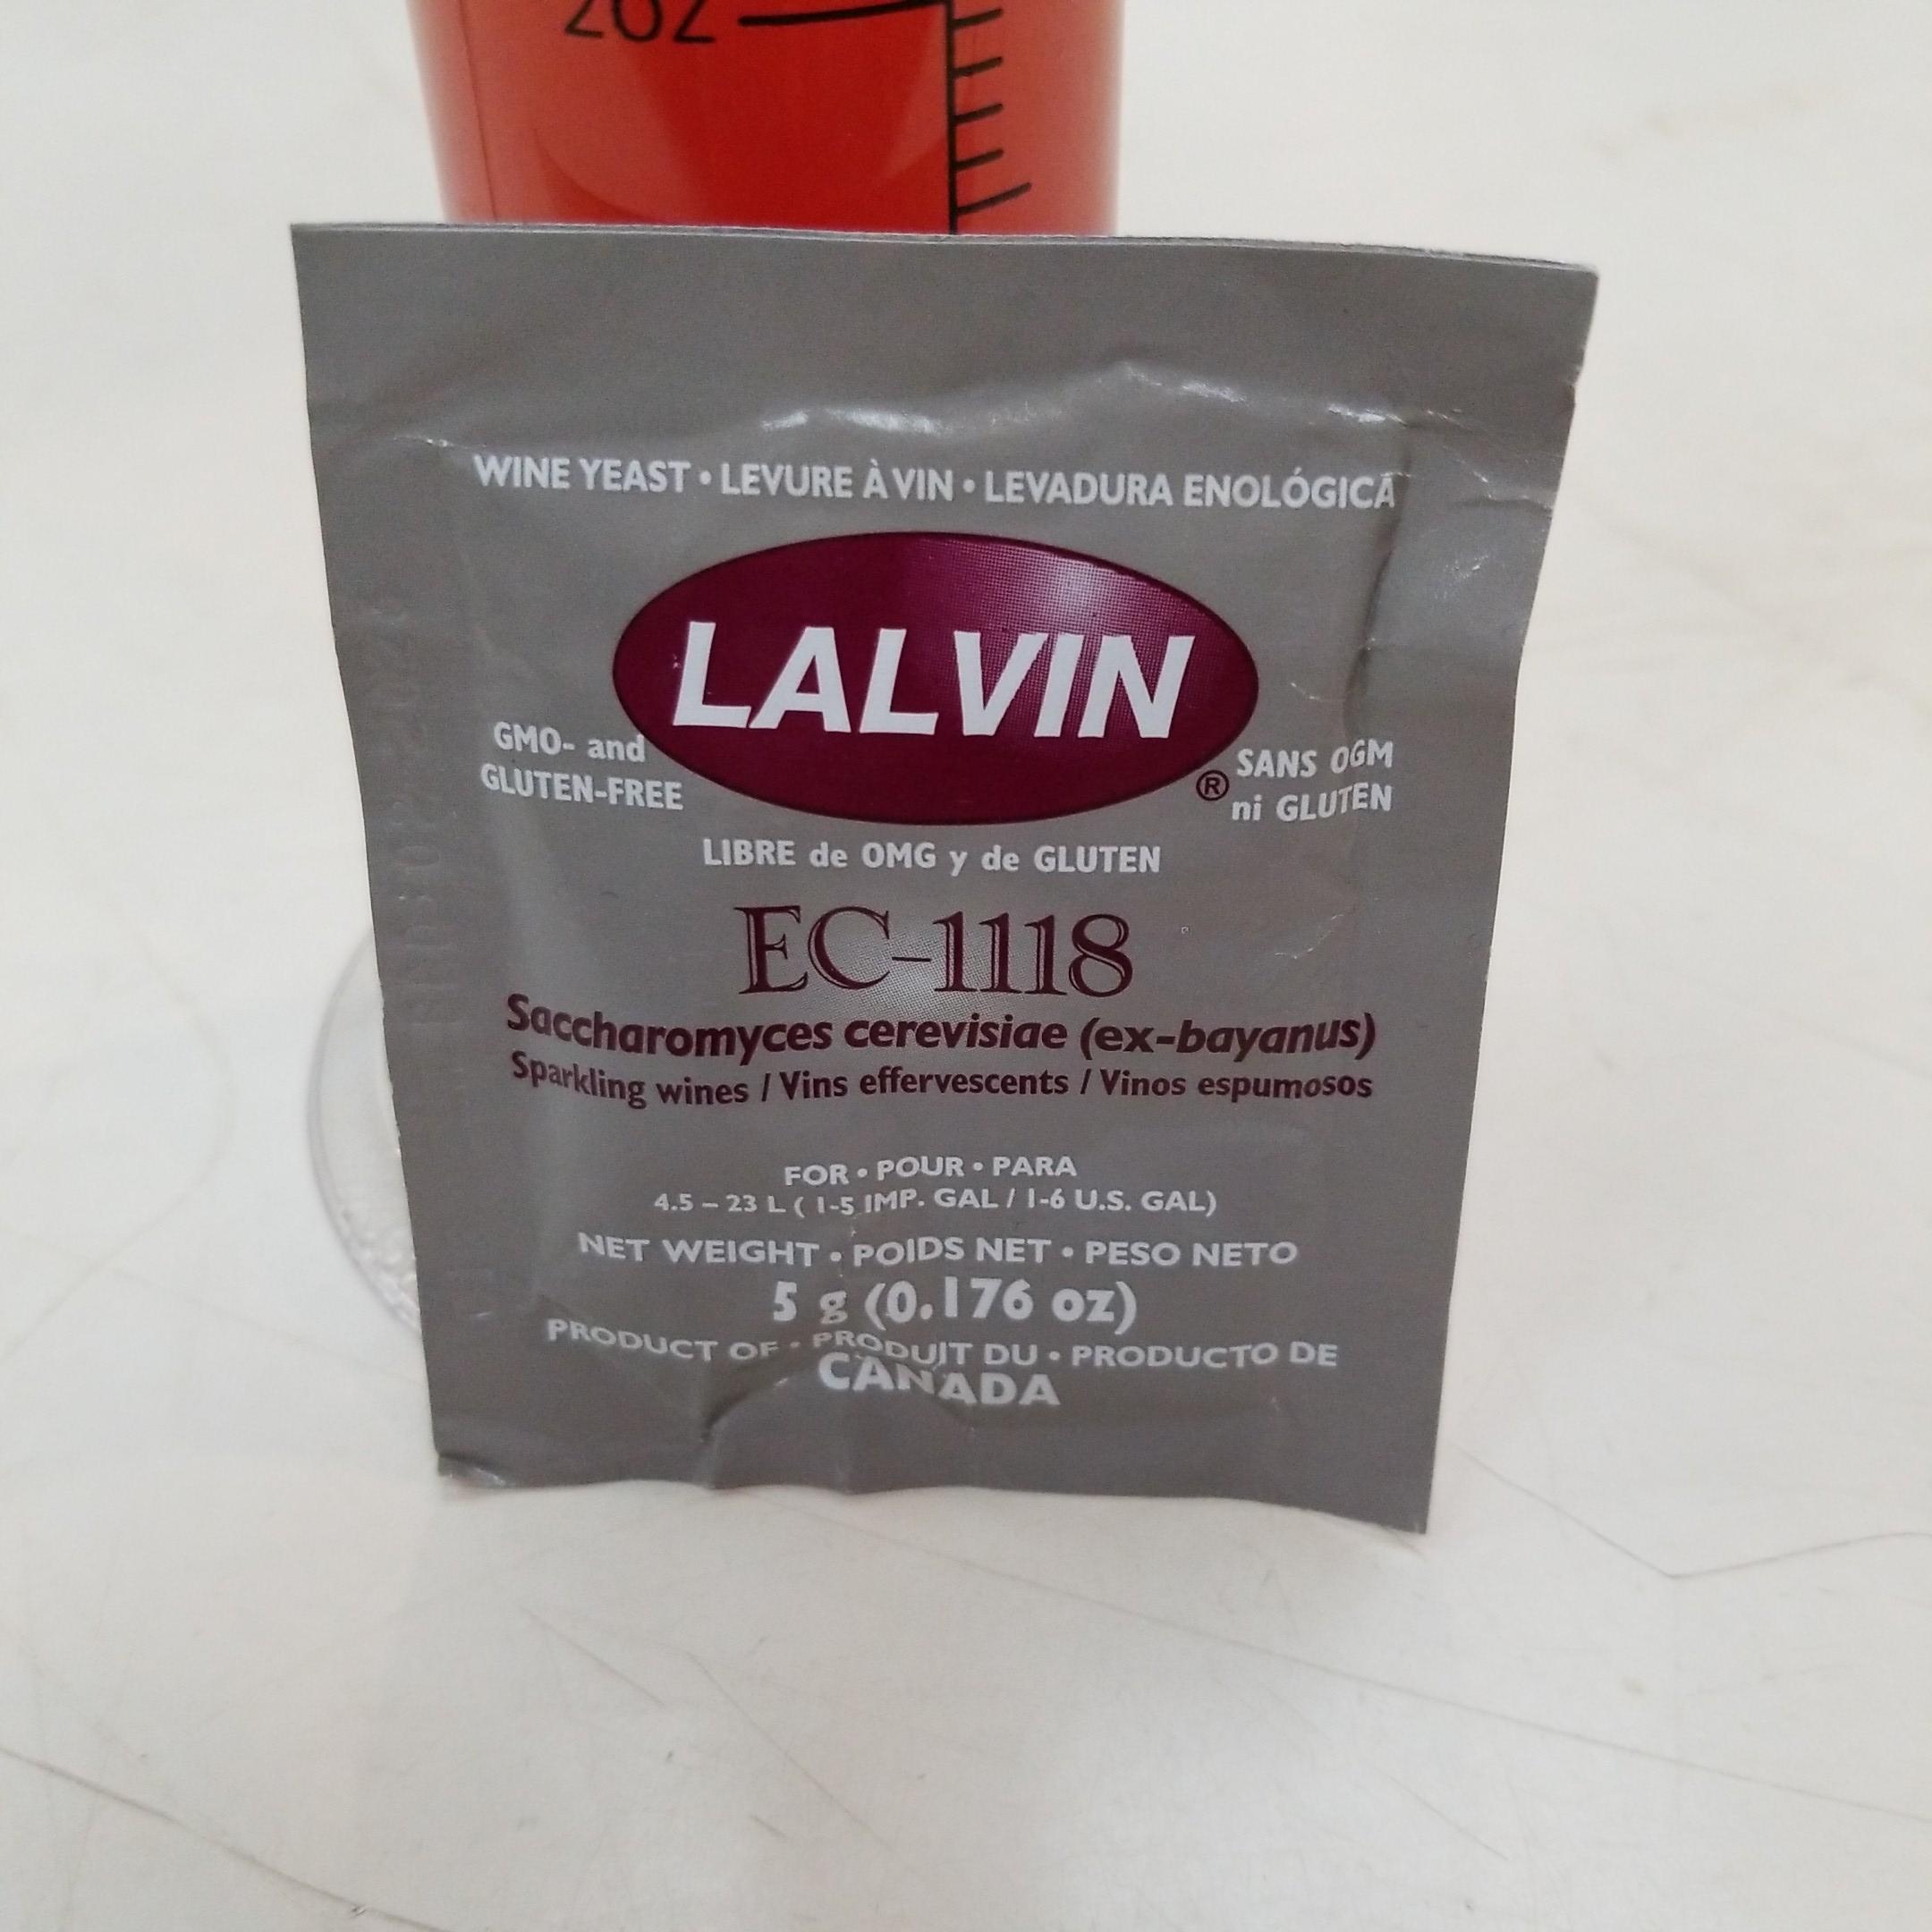 2oz
WINE YEAST • LEVURE À VIN • LEVADURA ENOLÓGICA
LALVIN
®
GMO- and
GLUTEN-FREE
SANS OGM
ni GLUTEN
LIBRE de OMG y de GLUTEN
EC-1118
Saccharomyces cerevisiae (ex-bayanus)
Sparkling wines / Vins effervescents / Vinos espumosos
FOR • POUR • PARA
4.5 – 23 L ( 1-5 IMP. GAL / 1-6 U.S. GAL)
NET WEIGHT • POIDS NET • PESO NETO
5 g (0.176 oz)
PRODUCT OF • PRODUIT DU • PRODUCTO DE
CANADA